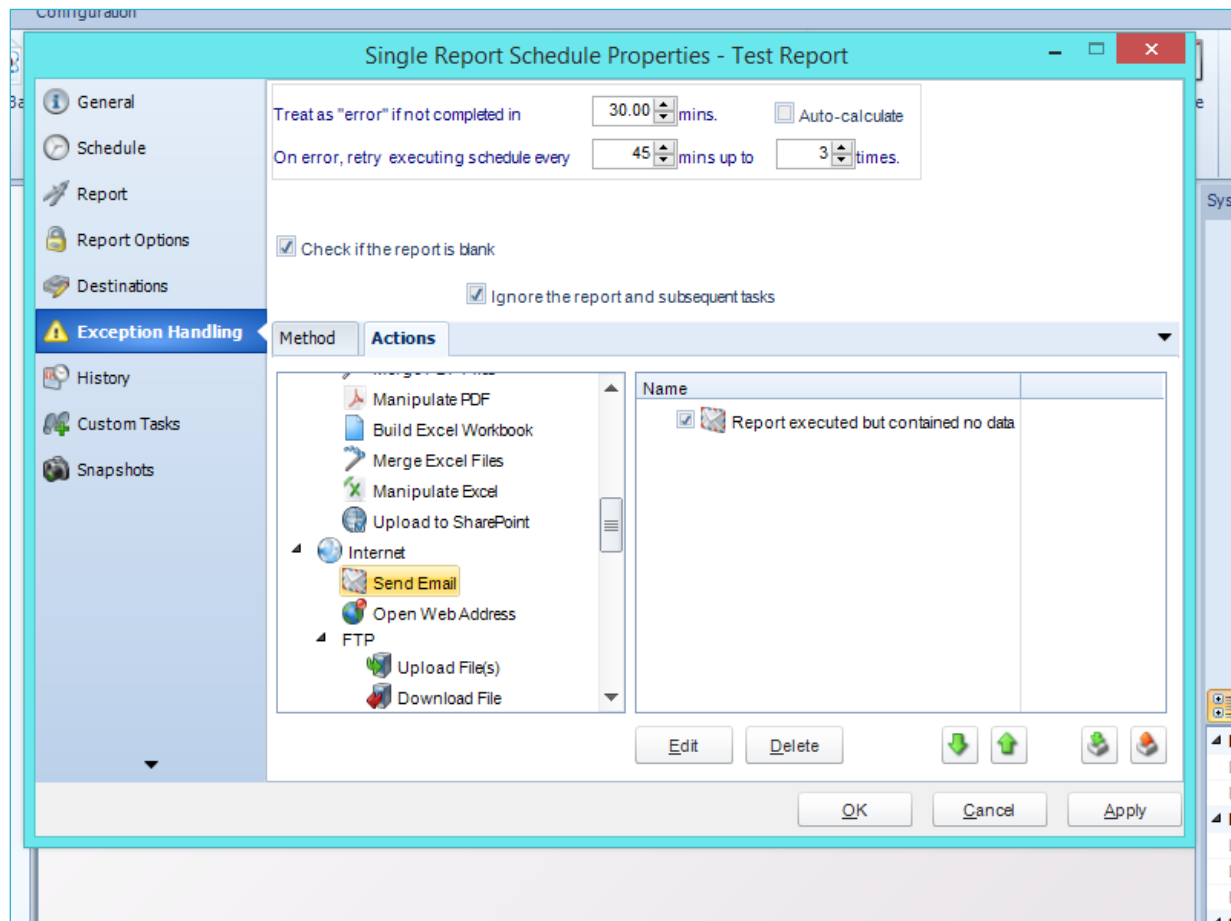 Configuration
Single Report Schedule Properties - Test Report
General
Schedule
Report
Report Options
Destinations
Exception Handling
History
Custom Tasks
Snapshots
Treat as "error" if not completed in 30.00 mins. Auto-calculate
On error, retry executing schedule every 45 mins up to 3 times.
Check if the report is blank
Ignore the report and subsequent tasks
Method Actions
Manipulate PDF
Build Excel Workbook
Merge Excel Files
Manipulate Excel
Upload to SharePoint
Internet
Send Email
Open Web Address
FTP
Upload File(s)
Download File
Name
Report executed but contained no data
Edit Delete
OK Cancel Apply